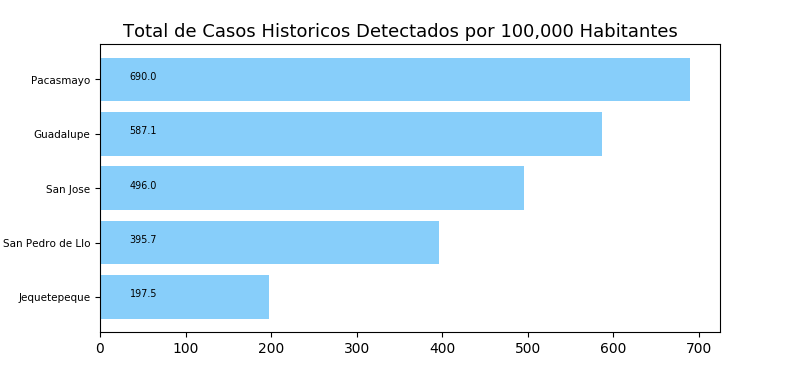 Total de Casos Historicos Detectados por 100,000 Habitantes
Pacasmayo 690.0
Guadalupe 587.1
San Jose 496.0
San Pedro de Llo 395.7
Jequetepeque 197.5
0 100 200 300 400 500 600 700